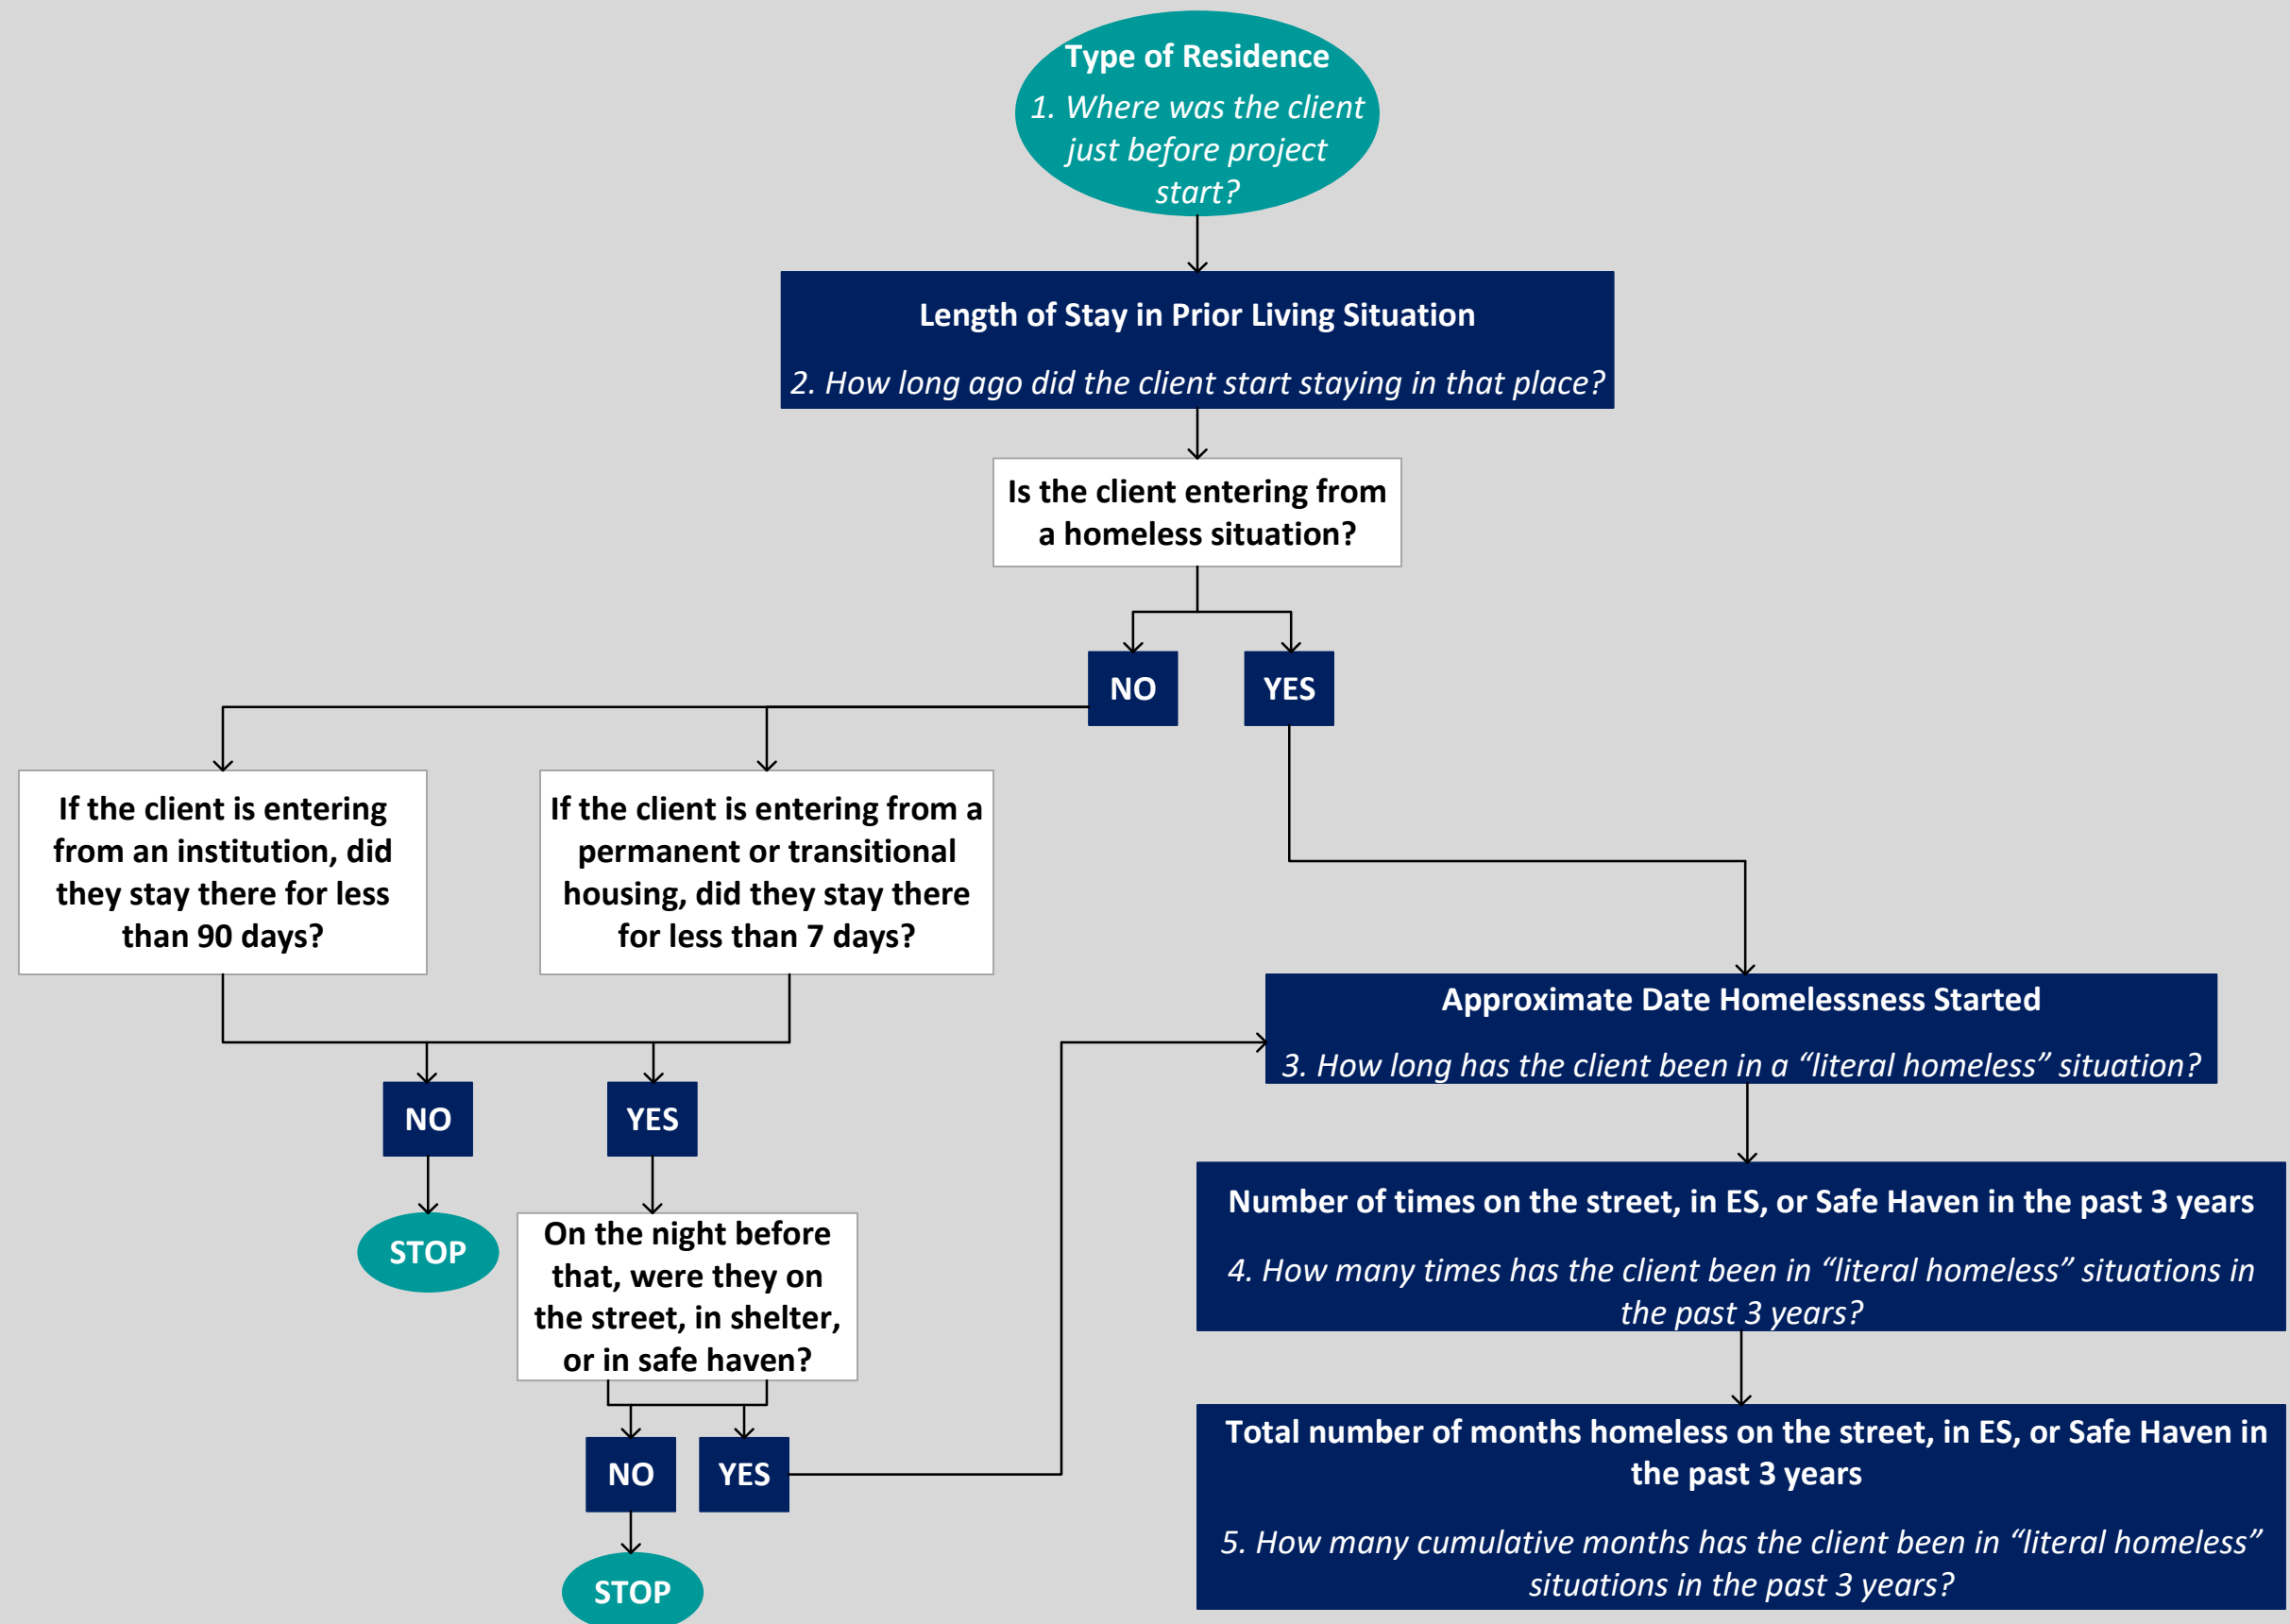 Type of Residence
1. Where was the client
just before project
start?
Length of Stay in Prior Living Situation
2. How long ago did the client start staying in that place?
Is the client entering from
a homeless situation?
NO
YES
If the client is entering
from an institution, did
they stay there for less
than 90 days?
If the client is entering from a
permanent or transitional
housing, did they stay there
for less than 7 days?
NO
YES
STOP
On the night before
that, were they on
the street, in shelter,
or in safe haven?
NO
YES
STOP
Approximate Date Homelessness Started
3. How long has the client been in a “literal homeless” situation?
Number of times on the street, in ES, or Safe Haven in the past 3 years
4. How many times has the client been in “literal homeless” situations in
the past 3 years?
Total number of months homeless on the street, in ES, or Safe Haven in
the past 3 years
5. How many cumulative months has the client been in “literal homeless”
situations in the past 3 years?